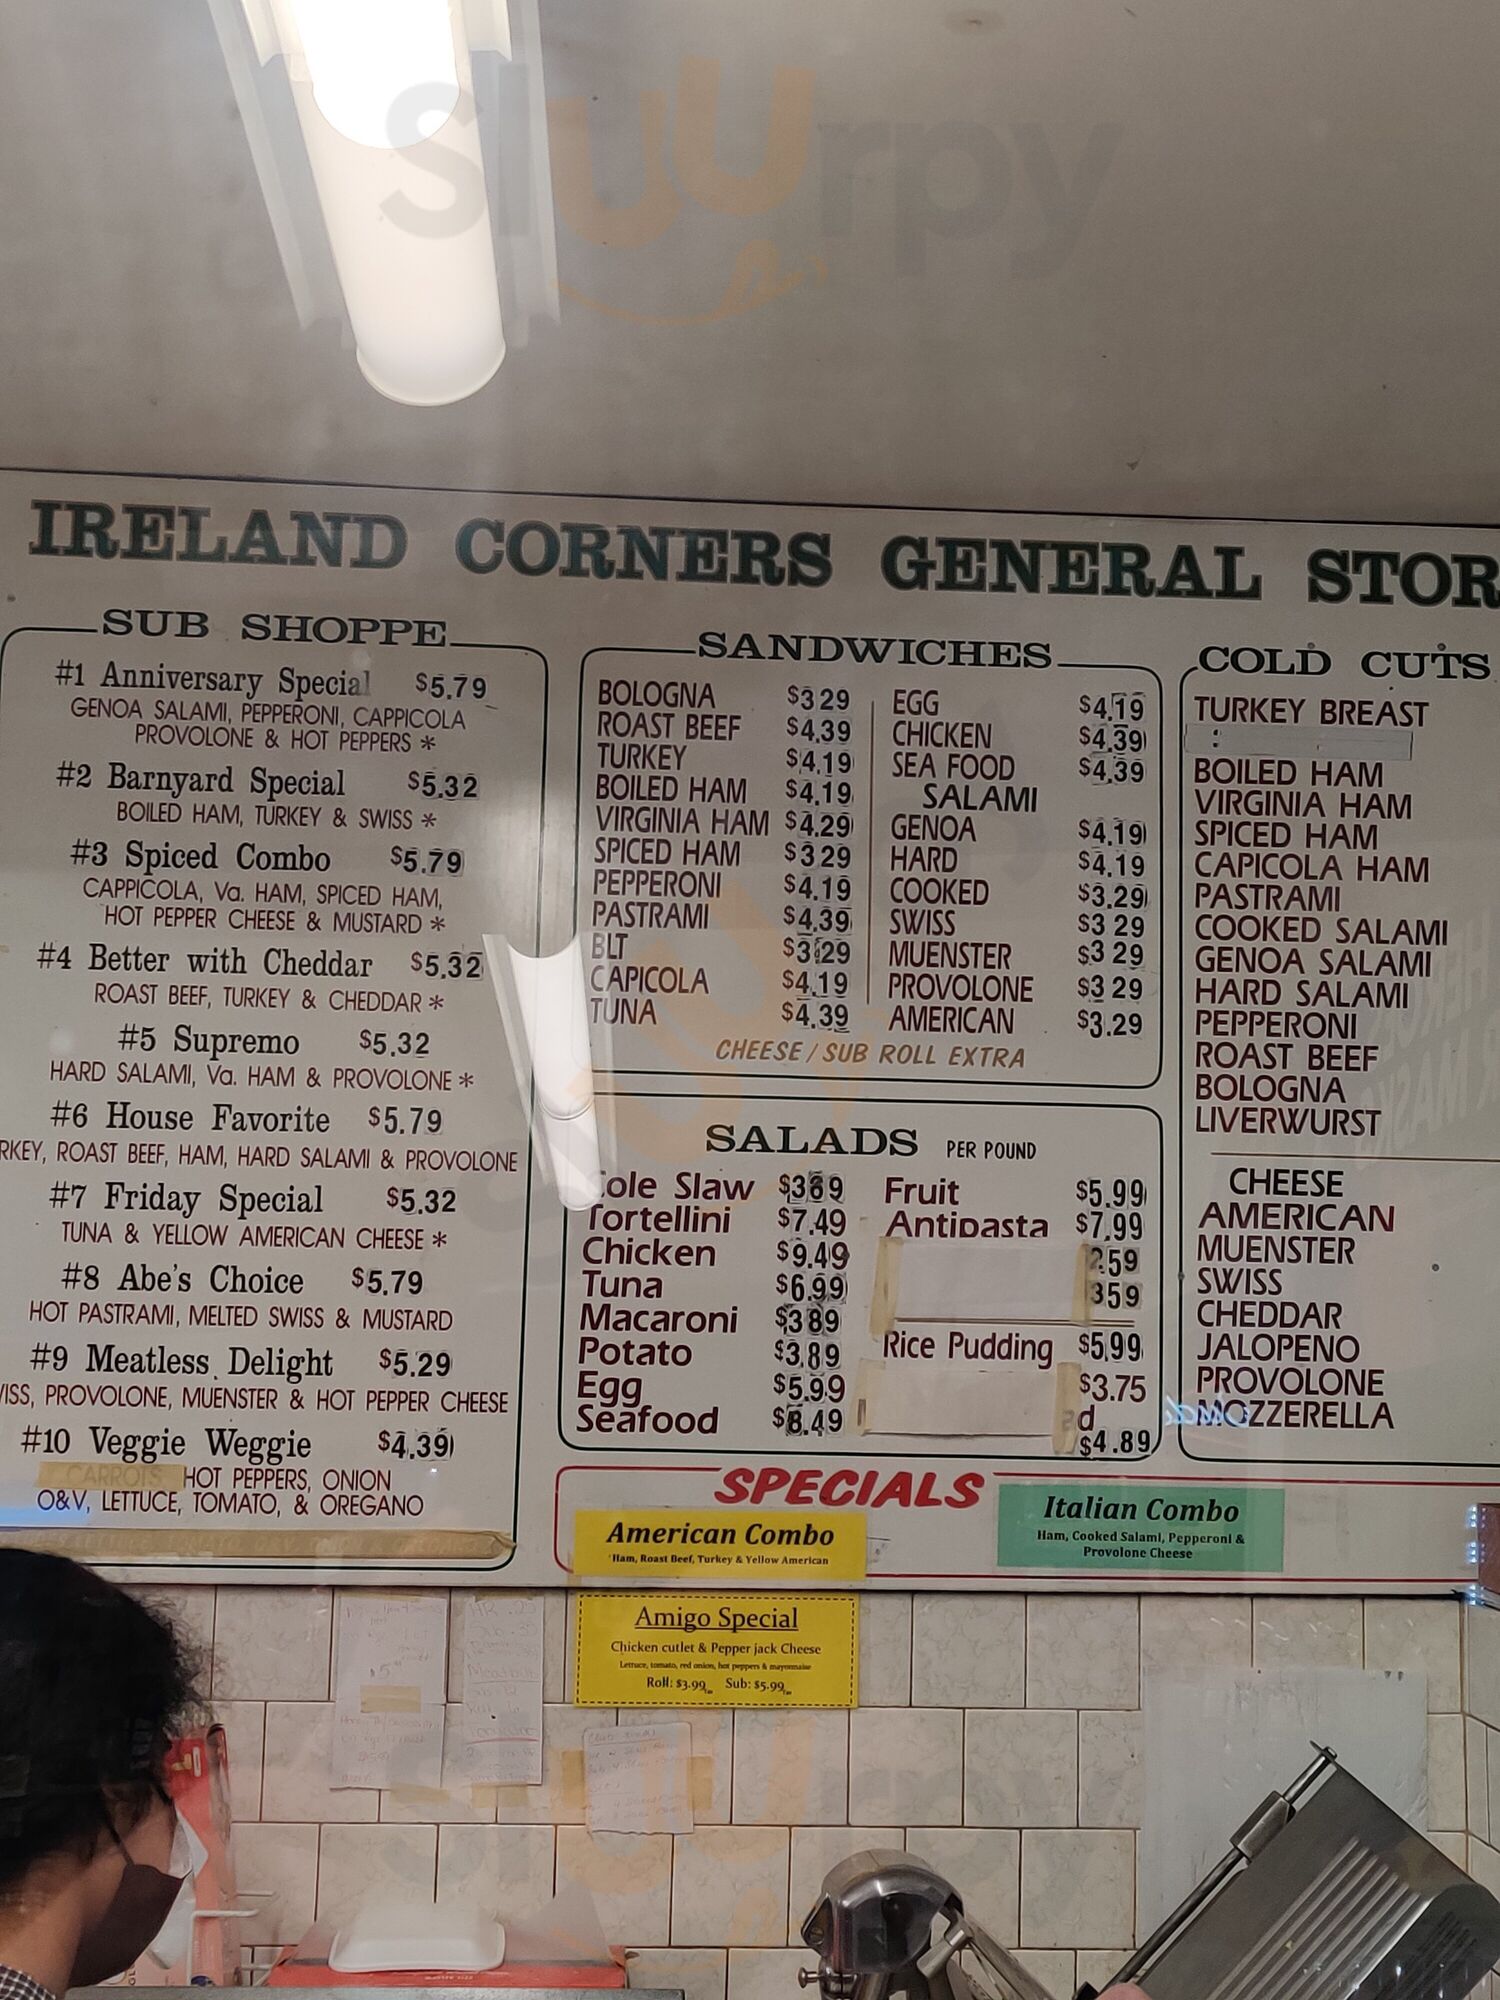 Sluurpy
IRELAND CORNERS GENERAL STOR
SUB SHOPPE
#1 Anniversary Special $5.79
GENOA SALAMI, PEPPERONI, CAPPICOLA
PROVOLONE & HOT PEPPERS *
#2 Barnyard Special $5.32
BOILED HAM, TURKEY & SWISS *
#3 Spiced Combo $5.79
CAPPICOLA, Va. HAM, SPICED HAM,
HOT PEPPER CHEESE & MUSTARD *
#4 Better with Cheddar $5.32
ROAST BEEF, TURKEY & CHEDDAR *
#5 Supremo $5.32
HARD SALAMI, Va. HAM & PROVOLONE *
#6 House Favorite $5.79
RKEY, ROAST BEEF, HAM, HARD SALAMI & PROVOLONE
#7 Friday Special $5.32
TUNA & YELLOW AMERICAN CHEESE *
#8 Abe's Choice $5.79
HOT PASTRAMI, MELTED SWISS & MUSTARD
#9 Meatless Delight $5.29
ISS, PROVOLONE, MUENSTER & HOT PEPPER CHEESE
#10 Veggie Weggie $4.39
CARROTS HOT PEPPERS, ONION
O&V, LETTUCE, TOMATO, & OREGANO
SANDWICHES
BOLOGNA $3 29
ROAST BEEF $4.39
TURKEY $4.19
BOILED HAM $4.19
VIRGINIA HAM $4.29
SPICED HAM $3 29
PEPPERONI $4.19
PASTRAMI $4.39
BLT $3.29
CAPICOLA $4.19
TUNA $4.39
EGG $4.19
CHICKEN $4.39
SEA FOOD $4.39
SALAMI
GENOA $4.19
HARD $4.19
COOKED $3.29
SWISS $3 29
MUENSTER $3 29
PROVOLONE $3 29
AMERICAN $3.29
CHEESE / SUB ROLL EXTRA
SALADS PER POUND
Cole Slaw
Tortellini $7.49
Chicken $9.49
Tuna $6.99
Macaroni $3 89
Potato $3.89
Egg $5.99
Seafood $8.49
Fruit $5.99
Antipasta $7.99
2.59
359
Rice Pudding $5.99
$3.75
d
$4.89
COLD CUTS
TURKEY BREAST
BOILED HAM
VIRGINIA HAM
SPICED HAM
CAPICOLA HAM
PASTRAMI
COOKED SALAMI
GENOA SALAMI
HARD SALAMI
PEPPERONI
ROAST BEEF
BOLOGNA
LIVERWURST
CHEESE
AMERICAN
MUENSTER
SWISS
CHEDDAR
JALOPENO
PROVOLONE
MOZZERELLA
SPECIALS
American Combo
Ham, Roast Beef, Turkey & Yellow American
Italian Combo
Ham, Cooked Salami, Pepperoni &
Provolone Cheese
Amigo Special
Chicken cutlet & Pepper jack Cheese
Lettuce, tomato, red onion, hot peppers & mayonnaise
Roll: $3.99 Sub: $5.99
Sluurpy